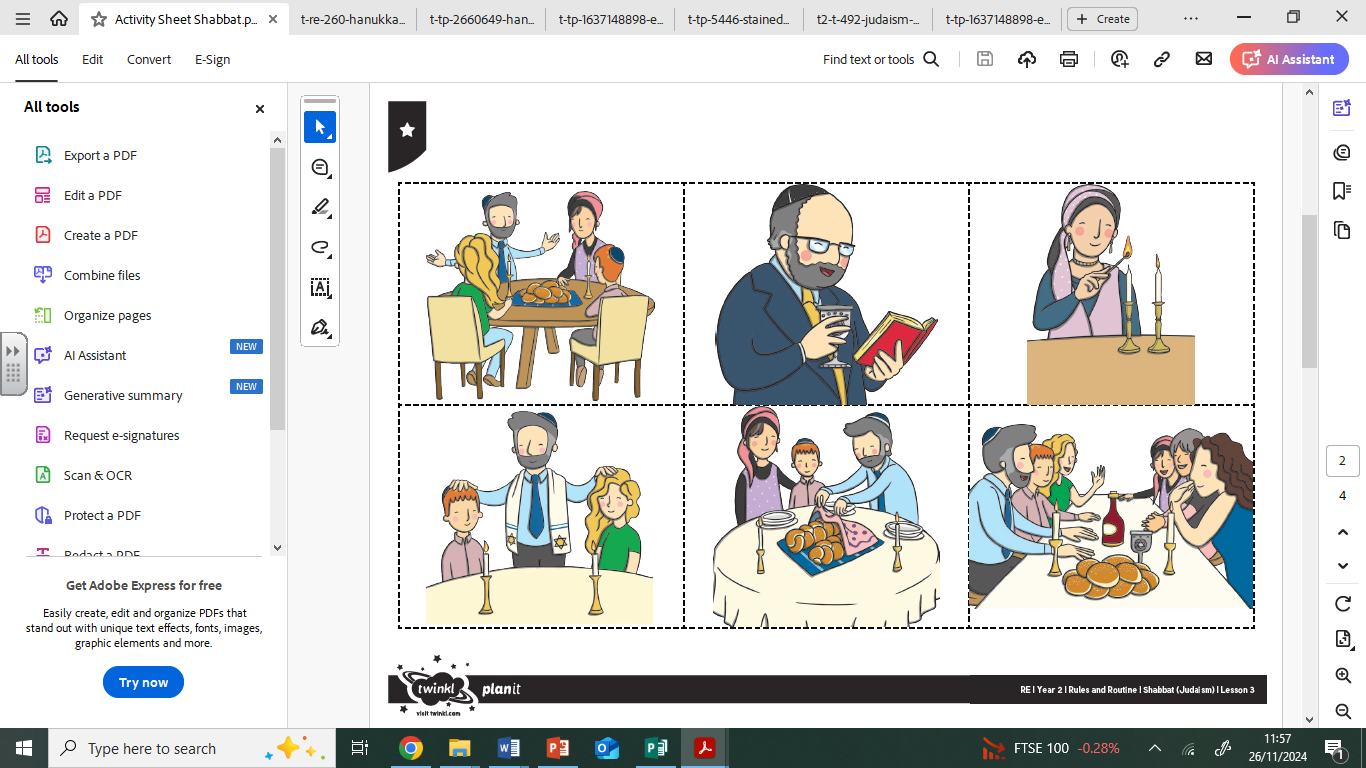 Activity Sheet Shabbat.p...
t-re-260-hanukka...
t-tp-2660649-han...
t-tp-1637148898-e...
t-tp-5446-stained...
t2-t-492-judaism-...
t-tp-1637148898-e...
Create
All tools
Edit
Convert
E-Sign
Find text or tools
AI Assistant
All tools
Export a PDF
Edit a PDF
Create a PDF
Combine files
Organize pages
AI Assistant
NEW
Generative summary
NEW
Request e-signatures
Scan & OCR
Protect a PDF
Redact a PDF
Get Adobe Express for free
Easily create, edit and organize PDFs that
stand out with unique text effects, fonts, images,
graphic elements and more.
Try now
2
4
twinkl
planit
visit twinkl.com
RE | Year 2 | Rules and Routine | Shabbat (Judaism) | Lesson 3
Type here to search
FTSE 100 -0.28%
11:57
26/11/2024
1